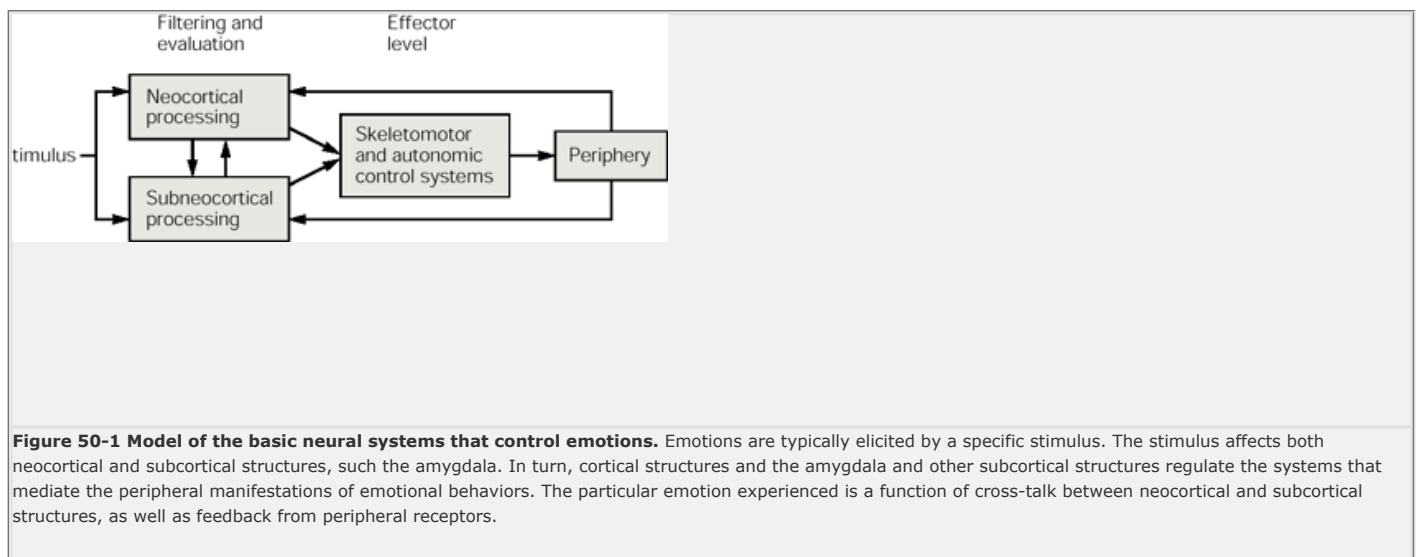 Filtering and
evaluation
Effector
level
Neocortical
processing
Skeletomotor
and autonomic
control systems
Periphery
timulus
Subneocortical
processing
Figure 50-1 Model of the basic neural systems that control emotions. Emotions are typically elicited by a specific stimulus. The stimulus affects both
neocortical and subcortical structures, such the amygdala. In turn, cortical structures and the amygdala and other subcortical structures regulate the systems that
mediate the peripheral manifestations of emotional behaviors. The particular emotion experienced is a function of cross-talk between neocortical and subcortical
structures, as well as feedback from peripheral receptors.